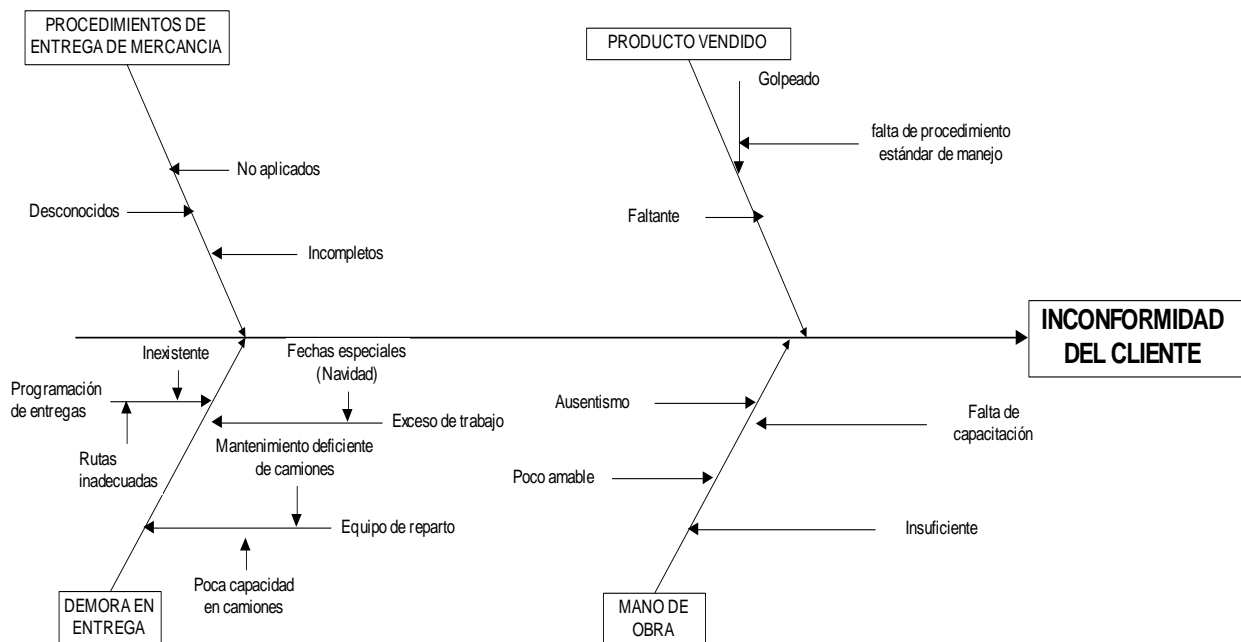 PROCEDIMIENTOS DE
ENTREGA DE MERCANCIA
PRODUCTO VENDIDO
Golpeado
falta de procedimiento
estándar de manejo
No aplicados
Desconocidos
Faltante
Incompletos
INCONFORMIDAD
DEL CLIENTE
Inexistente
Fechas especiales
(Navidad)
Programación
de entregas
Exceso de trabajo
Rutas
inadecuadas
Mantenimiento deficiente
de camiones
Equipo de reparto
Poca capacidad
en camiones
Ausentismo
Falta de
capacitación
Poco amable
Insuficiente
DEMORA EN
ENTREGA
MANO DE
OBRA